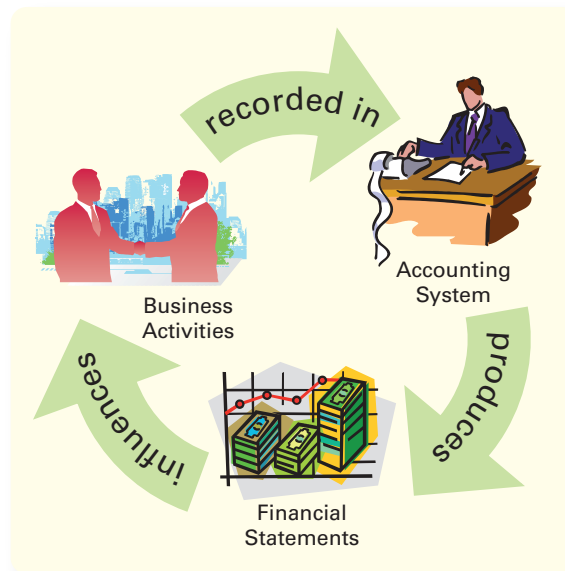 recorded in
Accounting
System
produces
Financial
Statements
influences
Business
Activities